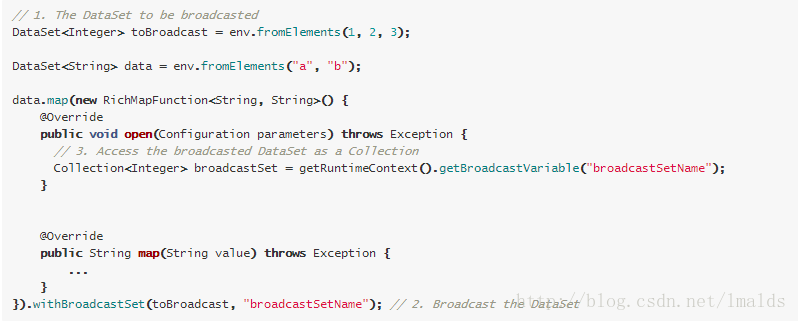 // 1. The DataSet to be broadcasted
DataSet<Integer> toBroadcast = env.fromElements(1, 2, 3);

DataSet<String> data = env.fromElements("a", "b");

data.map(new RichMapFunction<String, String>() {
    @Override
    public void open(Configuration parameters) throws Exception {
      // 3. Access the broadcasted DataSet as a Collection
      Collection<Integer> broadcastSet = getRuntimeContext().getBroadcastVariable("broadcastSetName");
    }


    @Override
    public String map(String value) throws Exception {
        ...
    }
}).withBroadcastSet(toBroadcast, "broadcastSetName"); // 2. Broadcast the DataSet
http://blog.csdn.net/lmalds